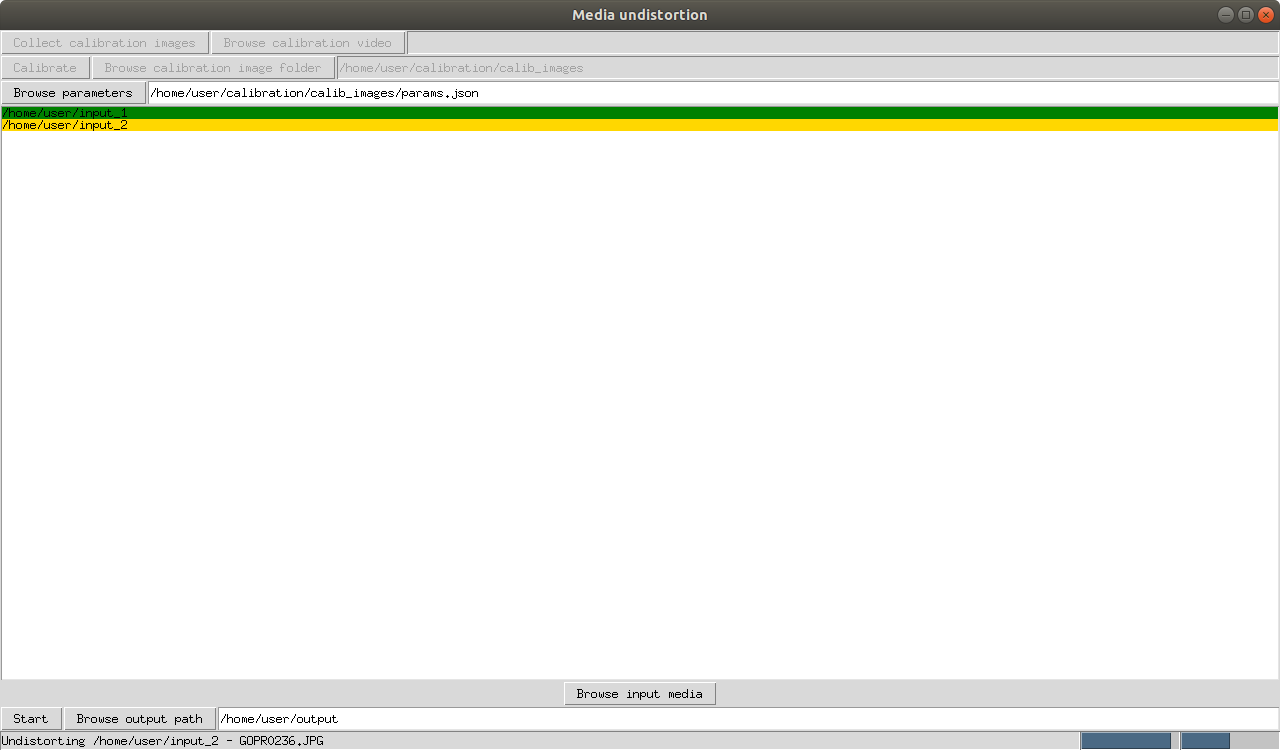 Media undistortion
Collect calibration images Browse calibration video
Calibrate Browse calibration image folder /home/user/calibration/calib_images
Browse parameters /home/user/calibration/calib_images/params.json
/home/user/input_1
/home/user/input_2
Browse input media
Start Browse output path /home/user/output
Undistorting /home/user/input_2 - GOPR0236.JPG